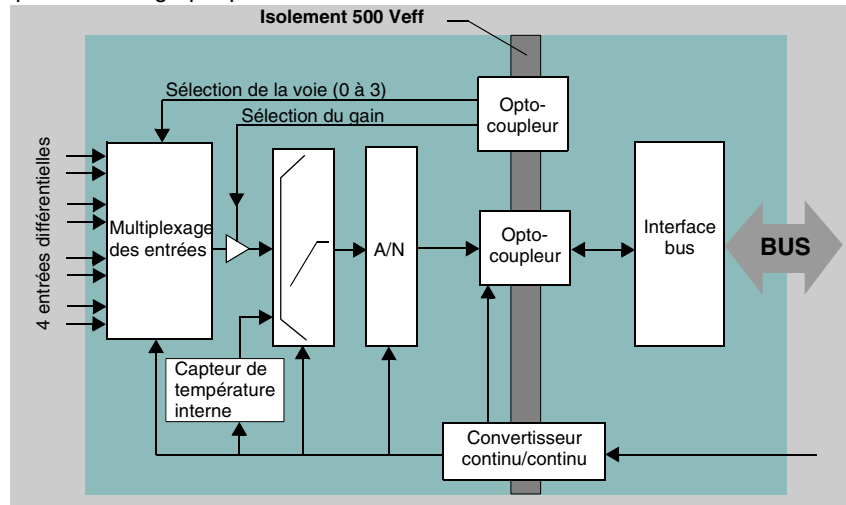 Isolement 500 Veff
Sélection de la voie (0 à 3)
Sélection du gain
Opto-
coupleur
4 entrées différentielles
Multiplexage
des entrées
A/N
Opto-
coupleur
Interface
bus
BUS
Capteur de
température
interne
Convertisseur
continu/continu